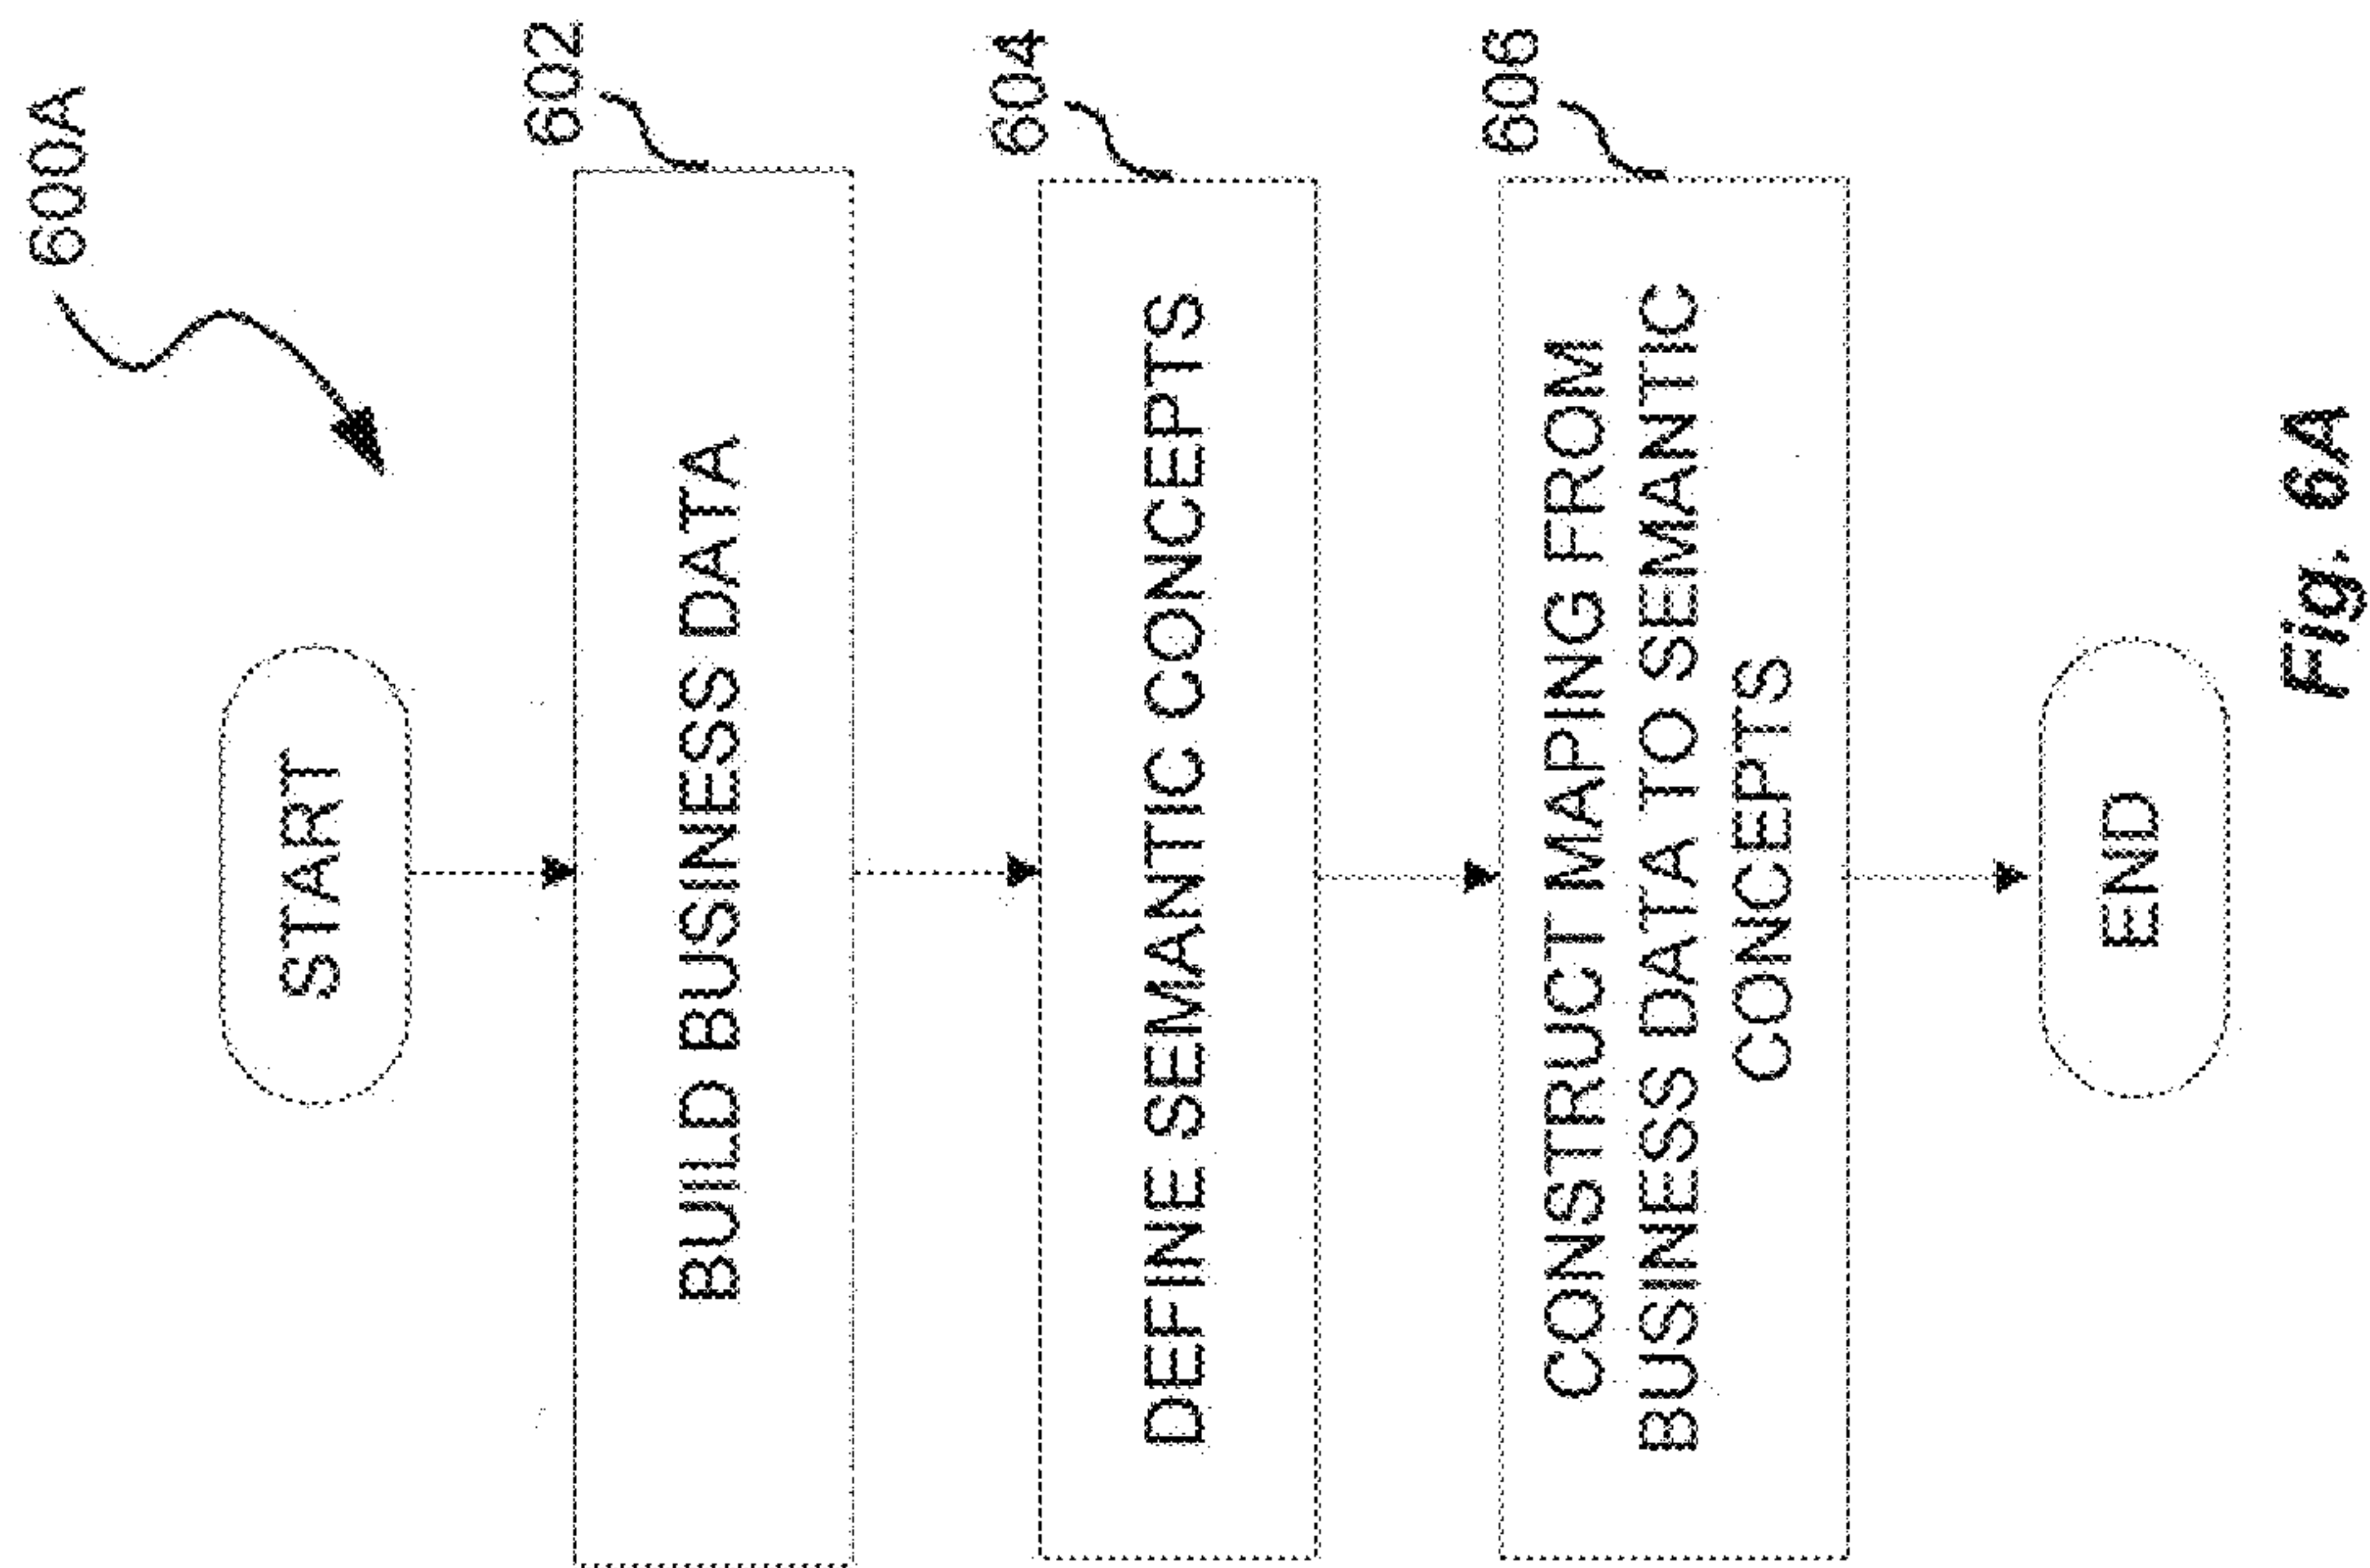 600A
START
BUILD BUSINESS DATA
602
DEFINE SEMANTIC CONCEPTS
604
CONSTRUCT MAPING FROM
BUSINESS DATA TO SEMANTIC
CONCEPTS
606
END
Fig. 6A